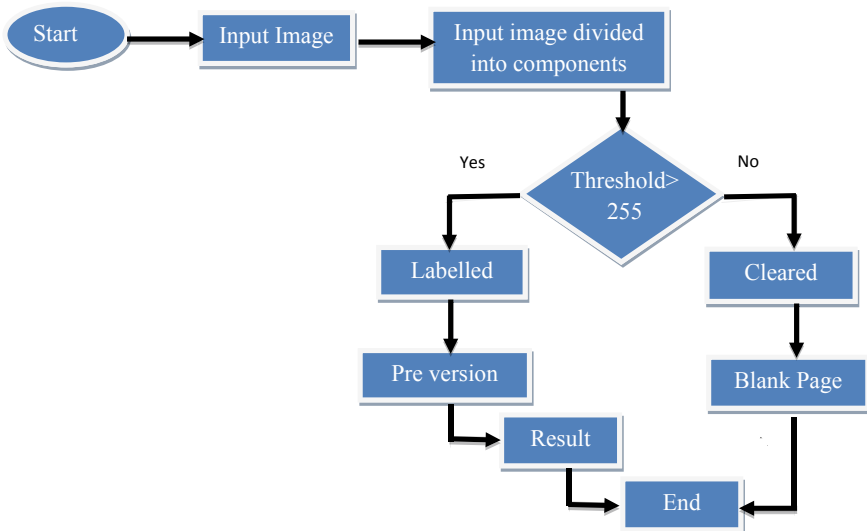 Start
Input Image
Input image divided
into components
Yes
No
Threshold>
255
Labelled
Cleared
Pre version
Blank Page
Result
End